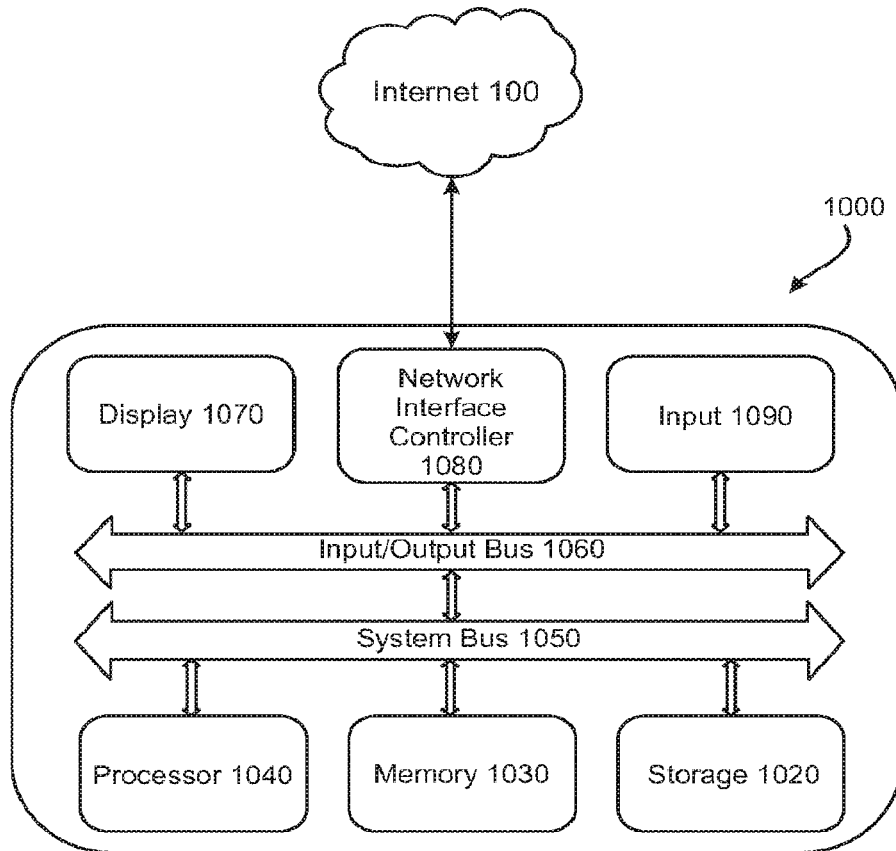 Internet 100
1000
Display 1070
Network
Interface
Controller
1080
Input 1090
Input/Output Bus 1060
System Bus 1050
Processor 1040
Memory 1030
Storage 1020